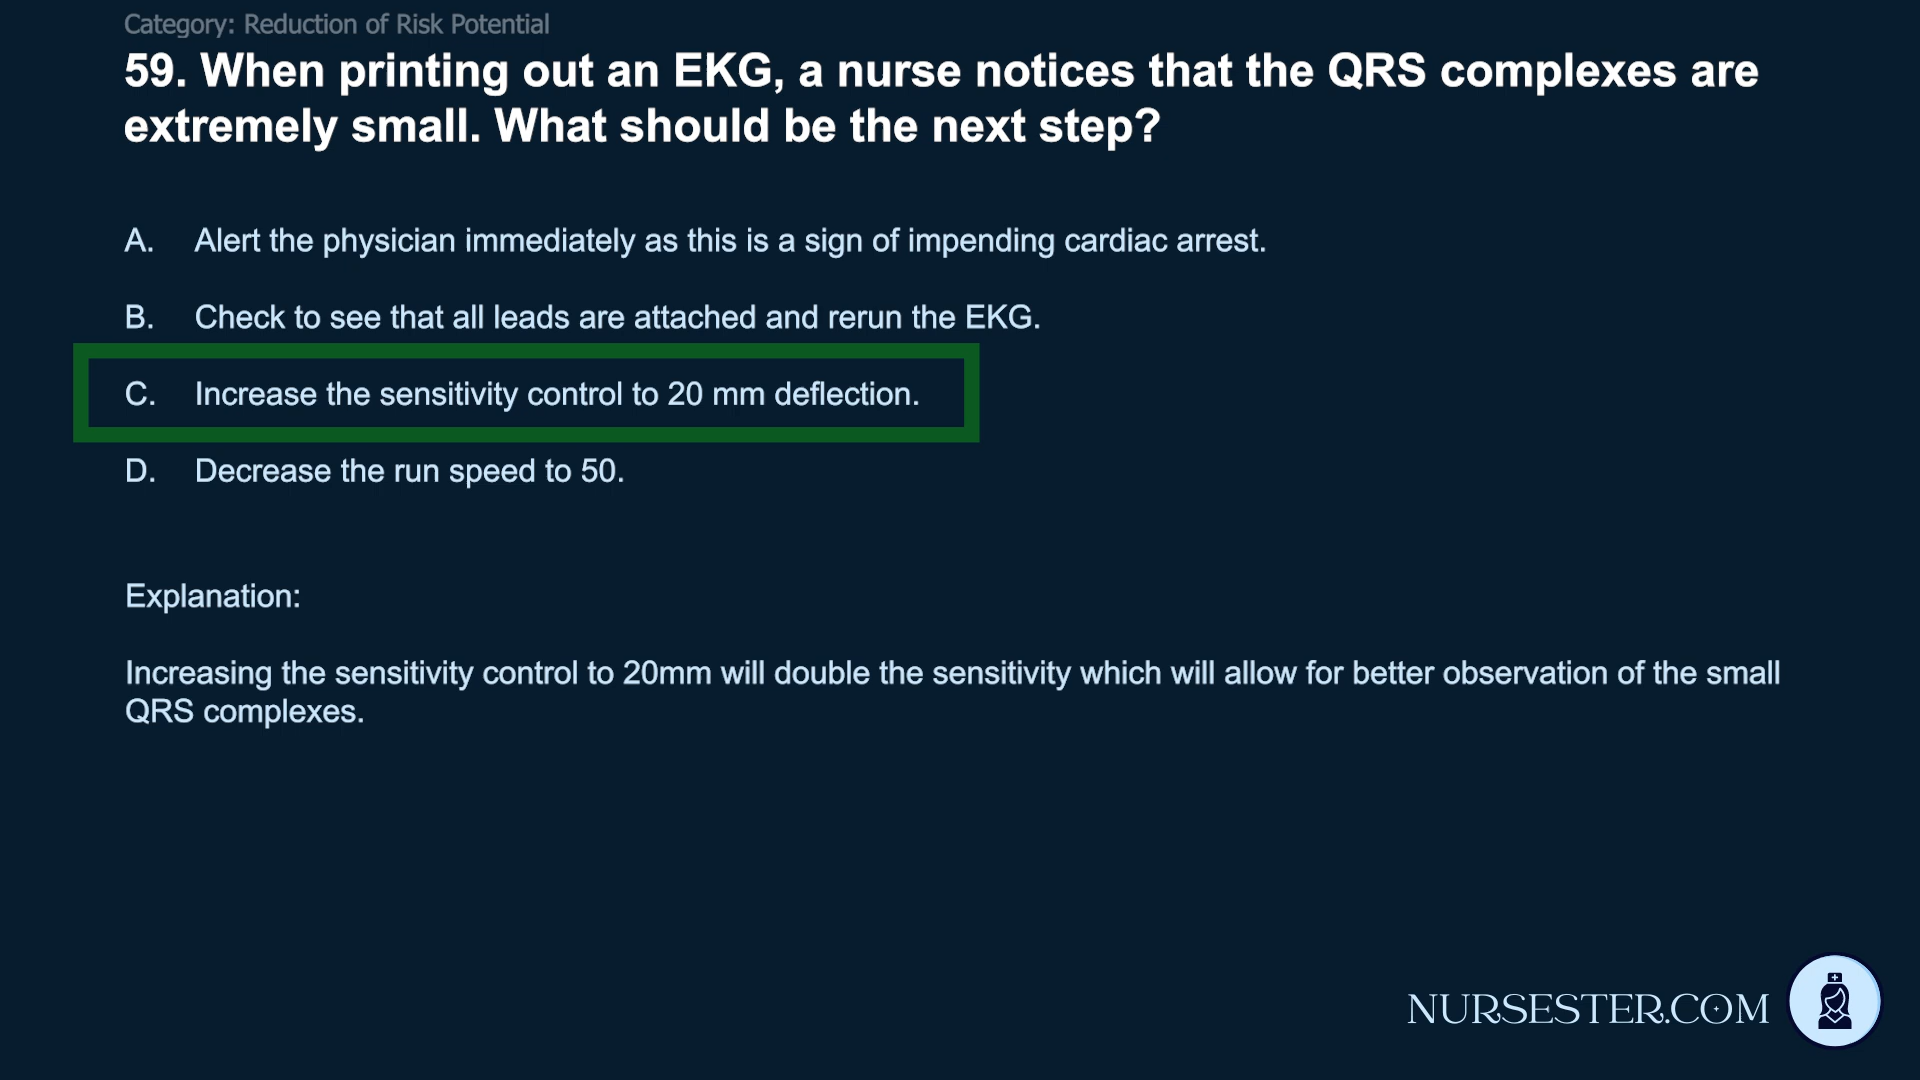 Category: Reduction of Risk Potential
59. When printing out an EKG, a nurse notices that the QRS complexes are
extremely small. What should be the next step?
A. Alert the physician immediately as this is a sign of impending cardiac arrest.
B. Check to see that all leads are attached and rerun the EKG.
C. Increase the sensitivity control to 20 mm deflection.
D. Decrease the run speed to 50.
Explanation:
Increasing the sensitivity control to 20mm will double the sensitivity which will allow for better observation of the small
QRS complexes.
NURSESTER.COM